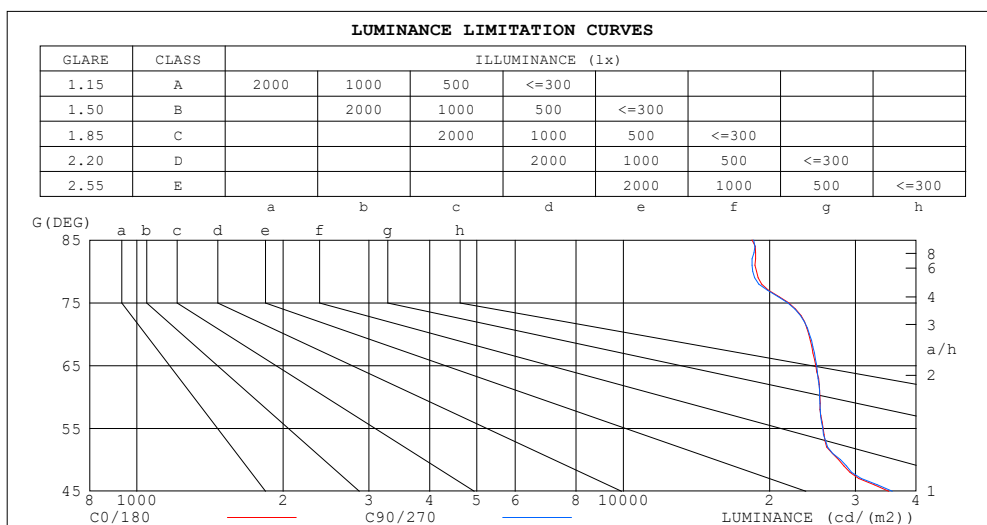 LUMINANCE LIMITATION CURVES
GLARE CLASS ILLUMINANCE (lx)
1.15 A 2000 1000 500 <=300
1.50 B 2000 1000 500 <=300
1.85 C 2000 1000 500 <=300
2.20 D 2000 1000 500 <=300
2.55 E 2000 1000 500 <=300
a b c d e f g h
G(DEG)
a b c d e f g h
85
8
6
75 4
3
a/h
65
2
55
45 1
8 1000 2 3 4 5 6 8 10000 2 3 4
C0/180 C90/270 LUMINANCE (cd/(m2))